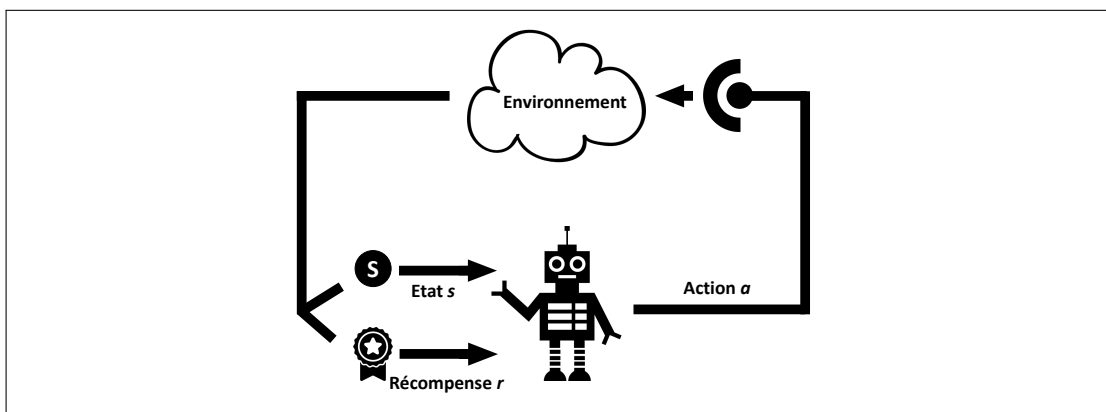 Environnement
S
Etat s
Action a
Récompense r